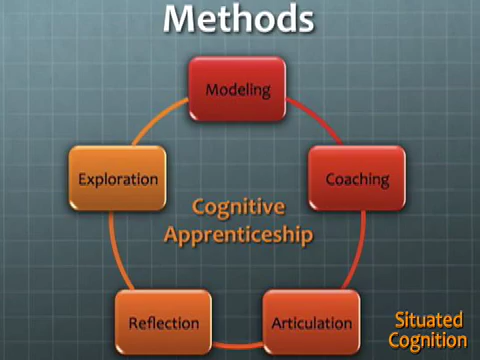 Methods
Modeling
Exploration
Coaching
Cognitive
Apprenticeship
Reflection
Articulation
Situated
Cognition